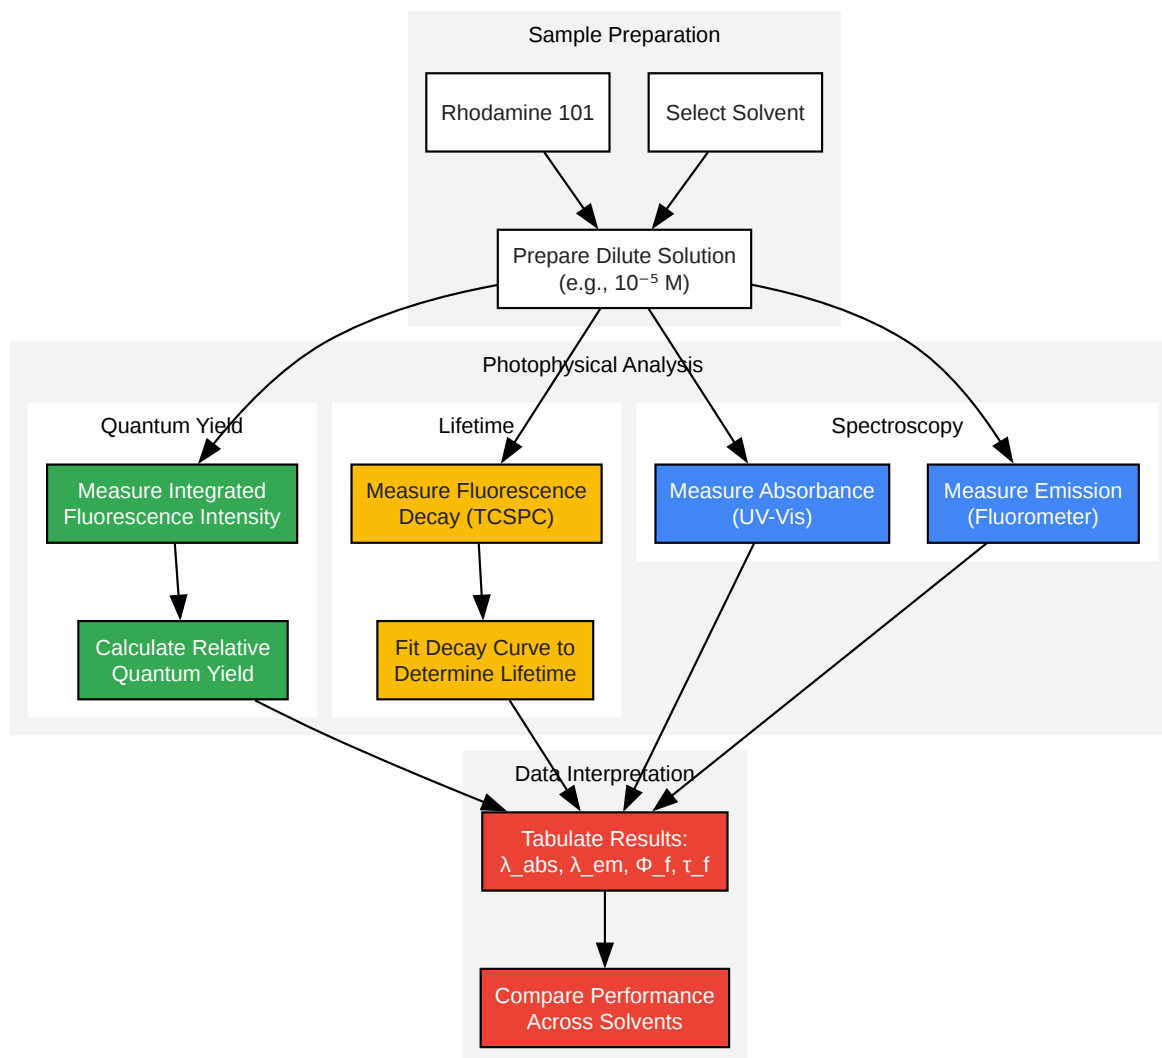 Sample Preparation
Rhodamine 101
Select Solvent
Prepare Dilute Solution
(e.g., 10⁻⁵ M)
Photophysical Analysis
Quantum Yield
Lifetime
Spectroscopy
Measure Integrated
Fluorescence Intensity
Measure Fluorescence
Decay (TCSPC)
Measure Absorbance
(UV-Vis)
Measure Emission
(Fluorometer)
Calculate Relative
Quantum Yield
Fit Decay Curve to
Determine Lifetime
Data Interpretation
Tabulate Results:
λ_abs, λ_em, Φ_f, τ_f
Compare Performance
Across Solvents